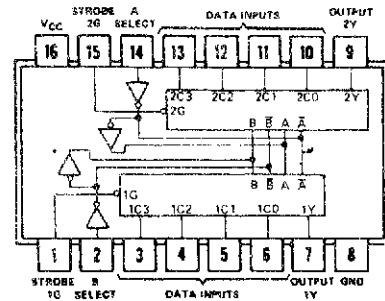 STROBE A DATA INPUTS OUTPUT
VCC 2G SELECT 2Y
16 15 14 13 12 11 10 9
2C3 2C2 2C1 2C0 2Y
2G
B B̅ A A̅
B B̅ A A̅
1G
1C3 1C2 1C1 1C0 1Y
1 2 3 4 5 6 7 8
STROBE B DATA INPUTS OUTPUT GND
1G SELECT 1Y